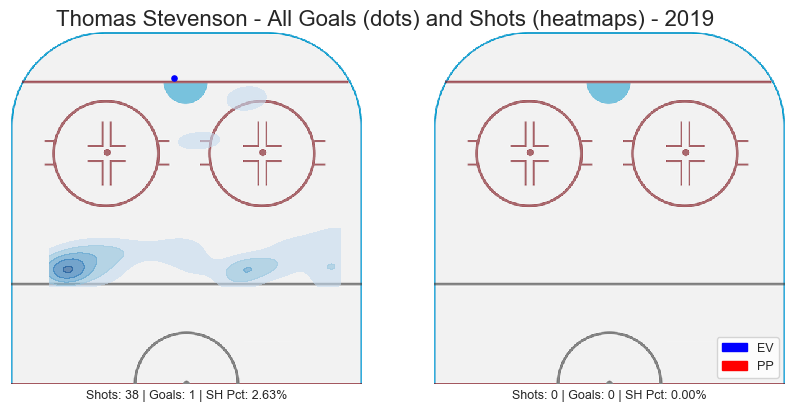 Thomas Stevenson - All Goals (dots) and Shots (heatmaps) - 2019
EV
PP
Shots: 38 | Goals: 1 | SH Pct: 2.63%
Shots: 0 | Goals: 0 | SH Pct: 0.00%